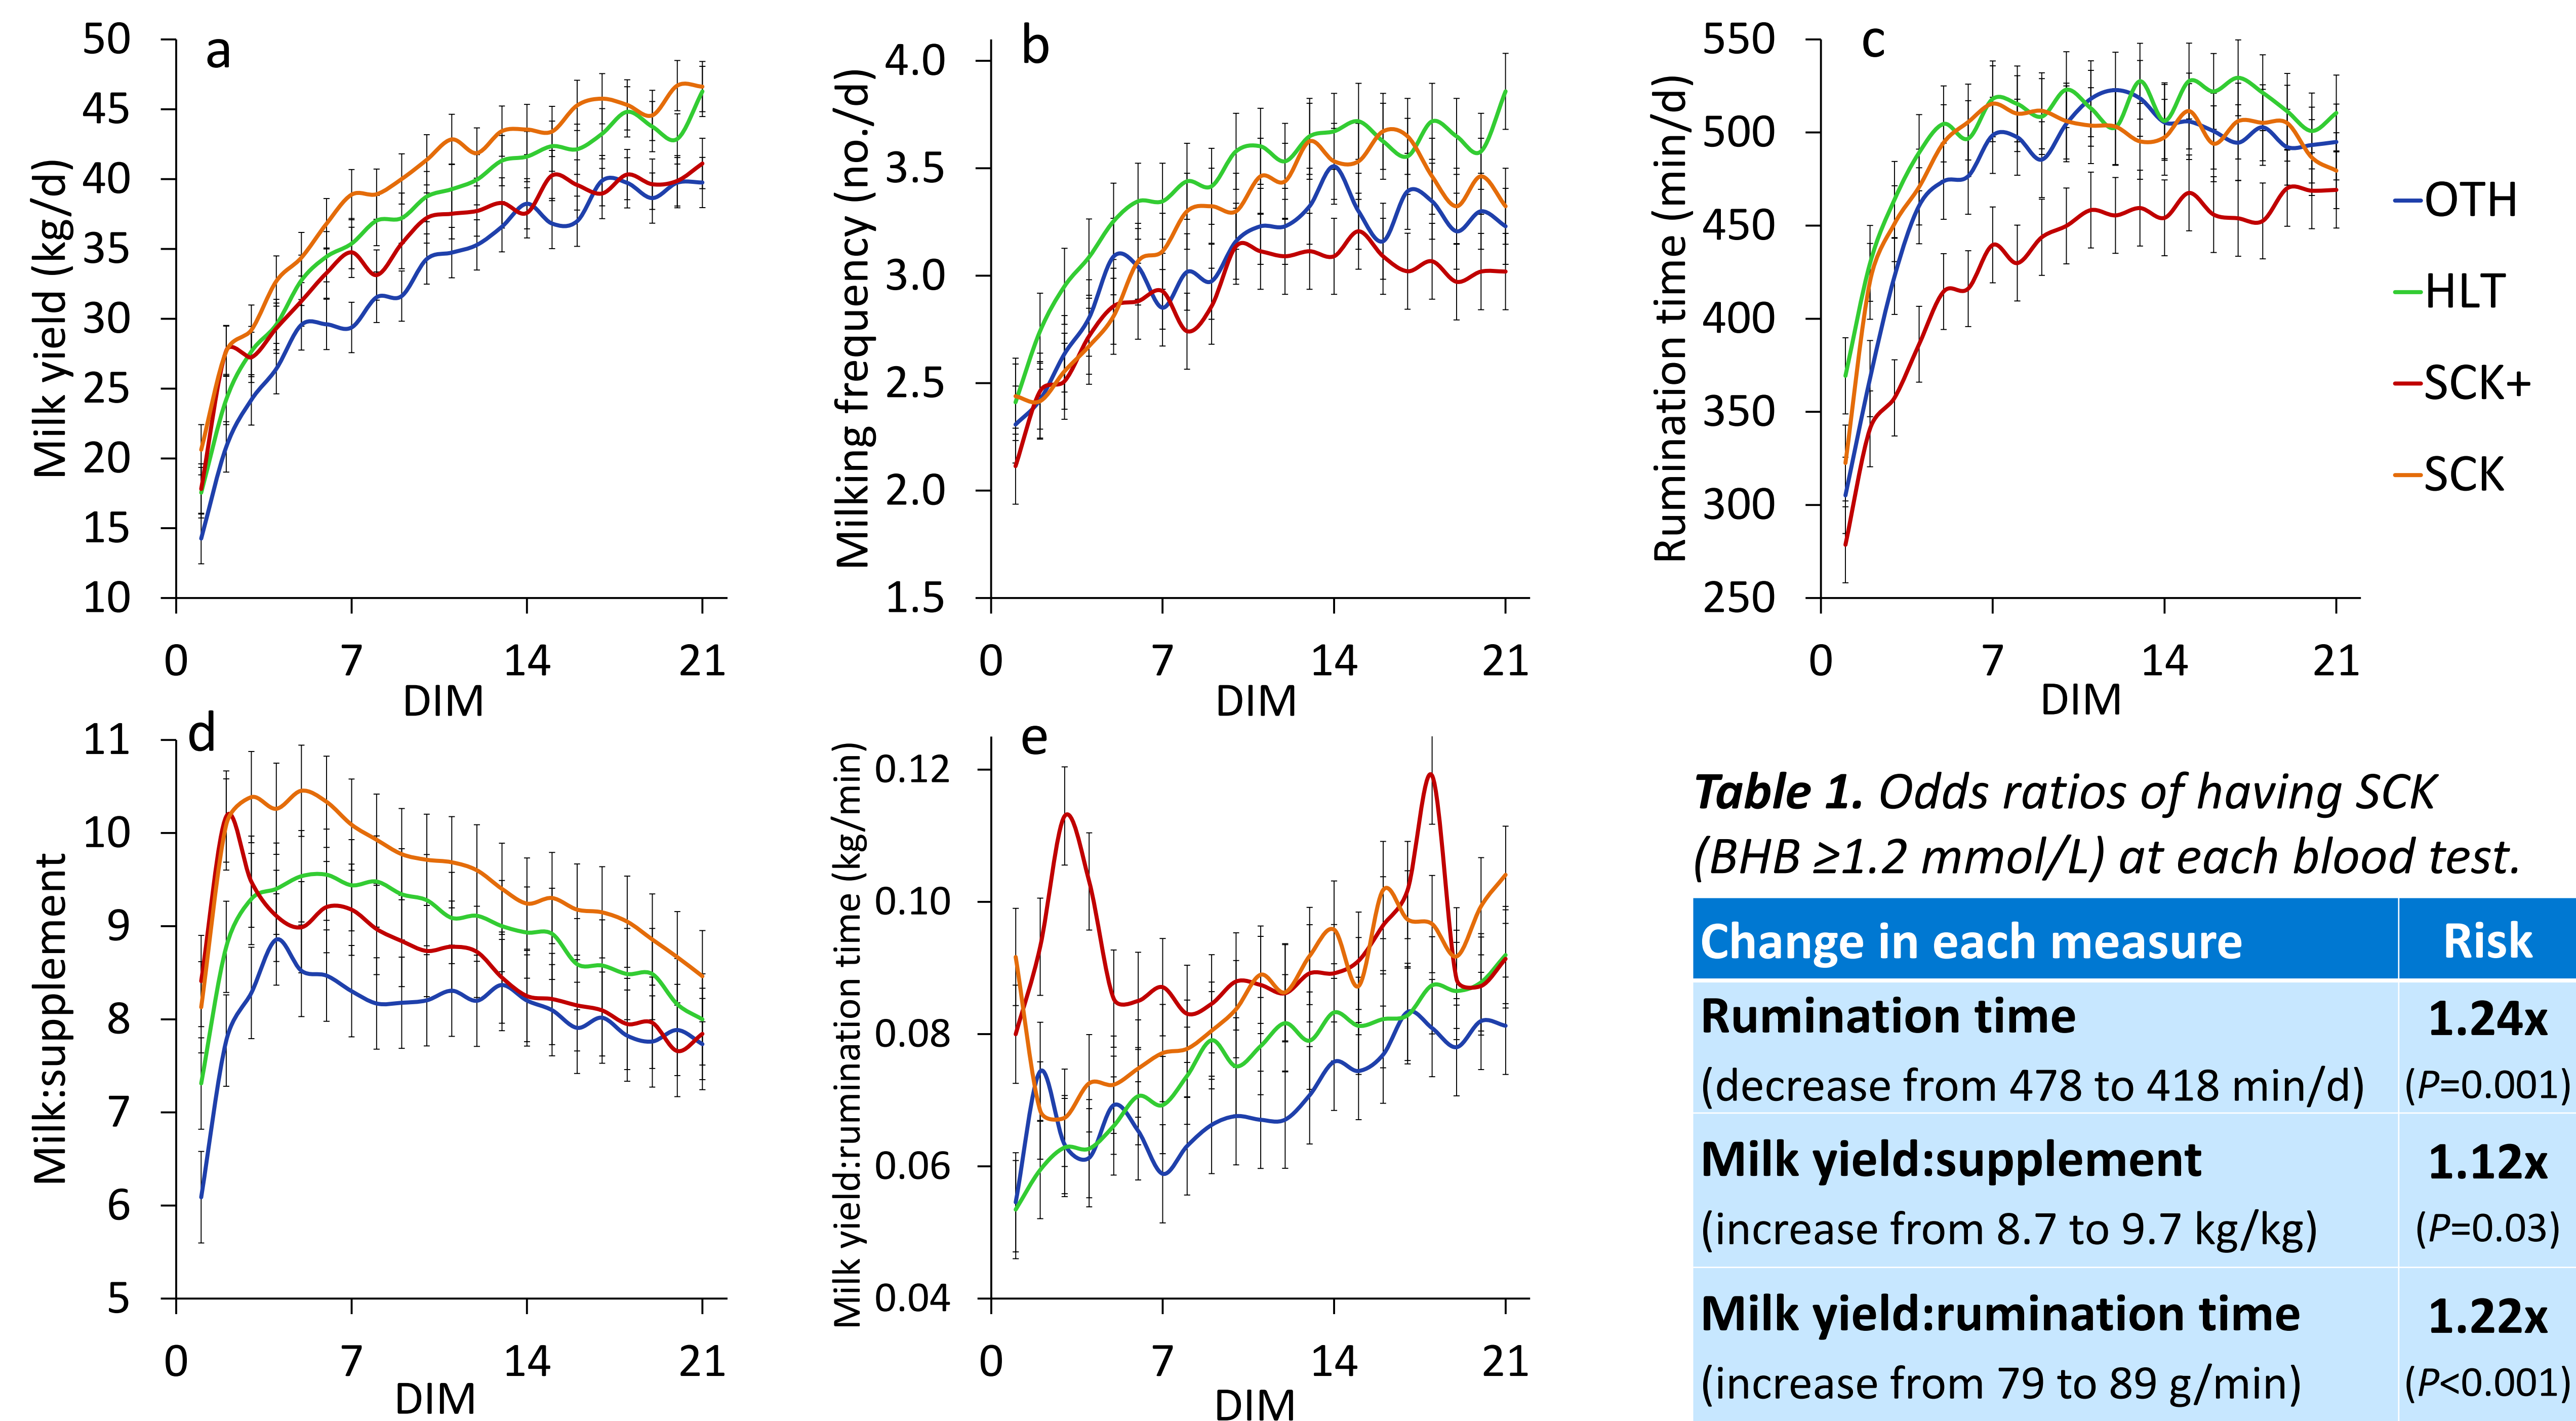 a
Milk yield (kg/d)
50
45
40
35
30
25
20
15
10
0 7 14 21
DIM
b
Milking frequency (no./d)
4.0
3.5
3.0
2.5
2.0
1.5
0 7 14 21
DIM
c
Rumination time (min/d)
550
500
450
400
350
300
250
0 7 14 21
DIM
OTH
HLT
SCK+
SCK
d
Milk:supplement
11
10
9
8
7
6
5
0 7 14 21
DIM
e
Milk yield:rumination time (kg/min)
0.12
0.10
0.08
0.06
0.04
0 7 14 21
DIM
Table 1. Odds ratios of having SCK
(BHB ≥1.2 mmol/L) at each blood test.
Change in each measure Risk
Rumination time 1.24x
(decrease from 478 to 418 min/d) (P=0.001)
Milk yield:supplement 1.12x
(increase from 8.7 to 9.7 kg/kg) (P=0.03)
Milk yield:rumination time 1.22x
(increase from 79 to 89 g/min) (P<0.001)